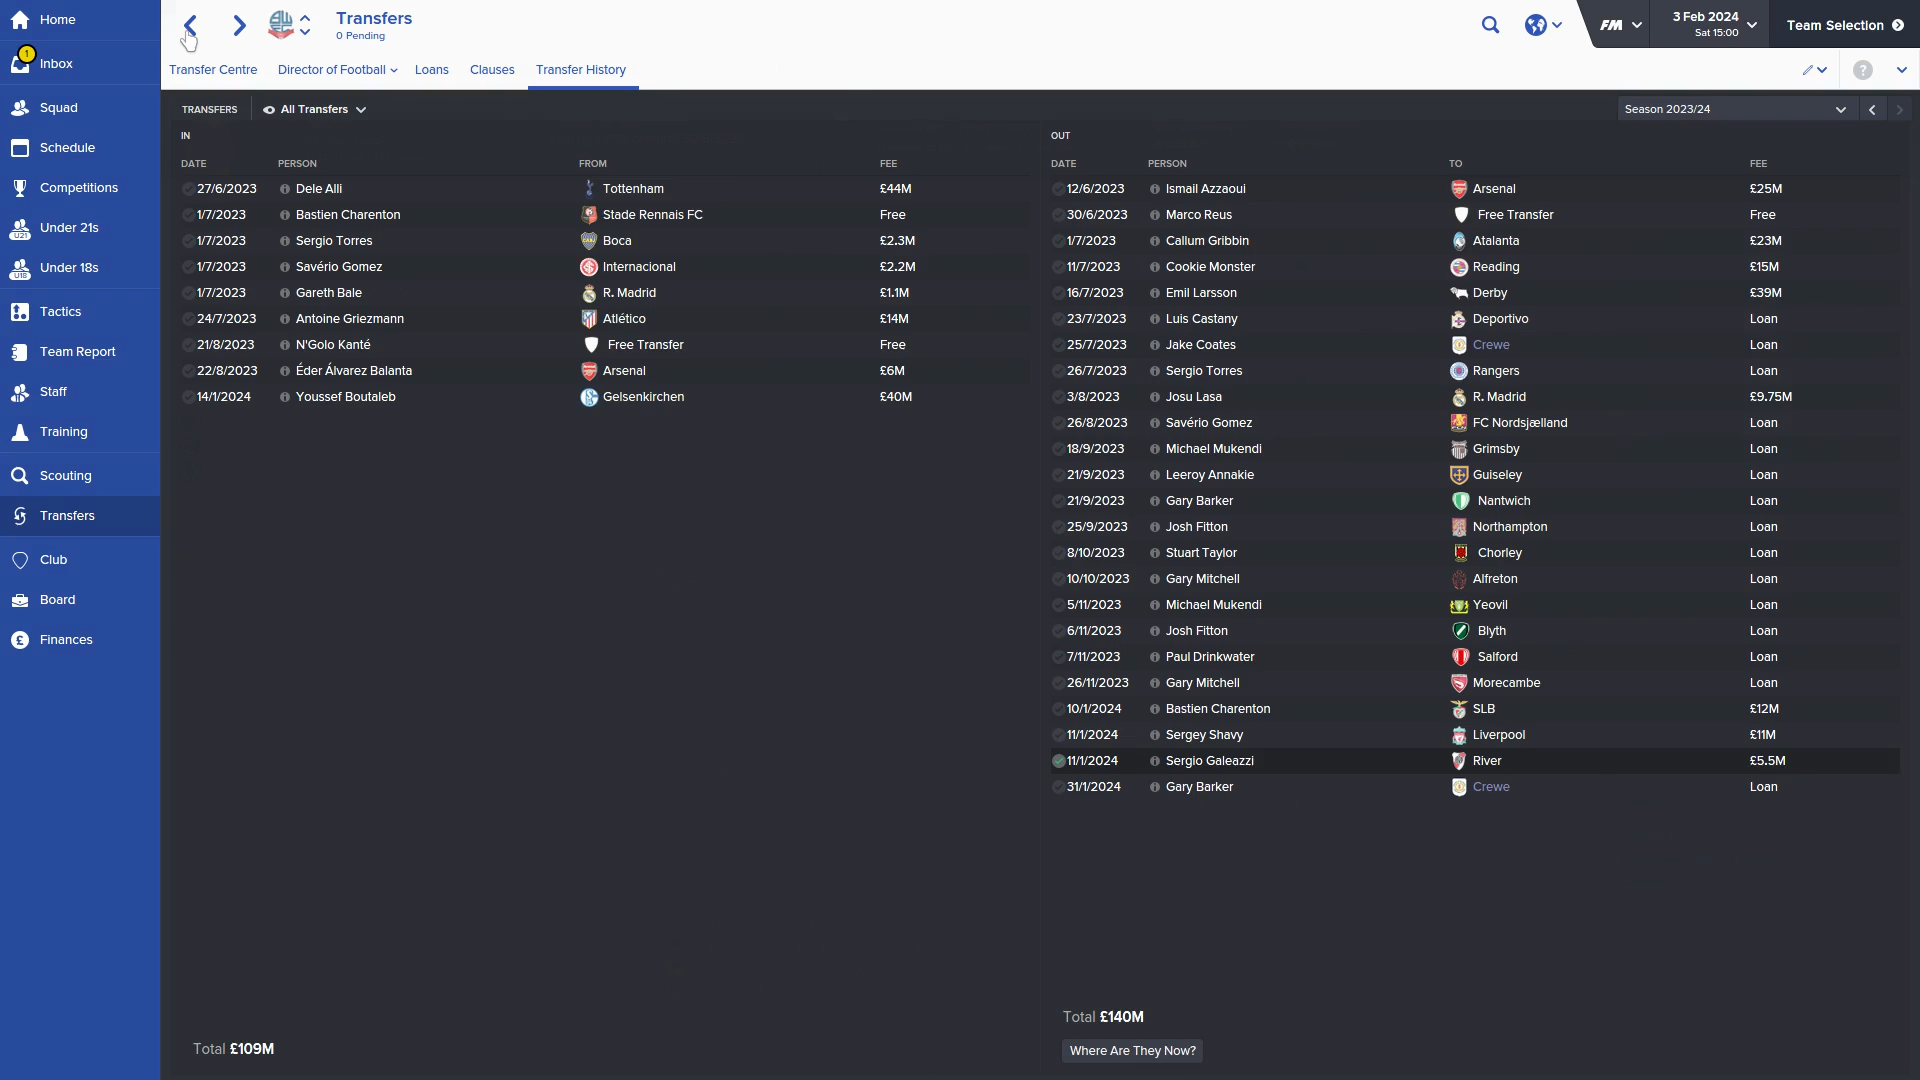 Home
1
Inbox
Squad
Schedule
Competitions
U21
Under 21s
U18
Under 18s
Tactics
Team Report
Staff
Training
Scouting
Transfers
Club
Board
Finances
Transfers
0 Pending
FM
3 Feb 2024
Sat 15:00
Team Selection
Transfer Centre
Director of Football
Loans
Clauses
Transfer History
?
TRANSFERS
All Transfers
Season 2023/24
IN
DATE PERSON FROM FEE
27/6/2023 Dele Alli Tottenham £44M
1/7/2023 Bastien Charenton Stade Rennais FC Free
1/7/2023 Sergio Torres Boca £2.3M
1/7/2023 Savério Gomez Internacional £2.2M
1/7/2023 Gareth Bale R. Madrid £1.1M
24/7/2023 Antoine Griezmann Atlético £14M
21/8/2023 N'Golo Kanté Free Transfer Free
22/8/2023 Éder Álvarez Balanta Arsenal £6M
14/1/2024 Youssef Boutaleb Gelsenkirchen £40M
Total £109M
OUT
DATE PERSON TO FEE
12/6/2023 Ismail Azzaoui Arsenal £25M
30/6/2023 Marco Reus Free Transfer Free
1/7/2023 Callum Gribbin Atalanta £23M
11/7/2023 Cookie Monster Reading £15M
16/7/2023 Emil Larsson Derby £39M
23/7/2023 Luis Castany Deportivo Loan
25/7/2023 Jake Coates Crewe Loan
26/7/2023 Sergio Torres Rangers Loan
3/8/2023 Josu Lasa R. Madrid £9.75M
26/8/2023 Savério Gomez FC Nordsjælland Loan
18/9/2023 Michael Mukendi Grimsby Loan
21/9/2023 Leeroy Annakie Guiseley Loan
21/9/2023 Gary Barker Nantwich Loan
25/9/2023 Josh Fitton Northampton Loan
8/10/2023 Stuart Taylor Chorley Loan
10/10/2023 Gary Mitchell Alfreton Loan
5/11/2023 Michael Mukendi Yeovil Loan
6/11/2023 Josh Fitton Blyth Loan
7/11/2023 Paul Drinkwater Salford Loan
26/11/2023 Gary Mitchell Morecambe Loan
10/1/2024 Bastien Charenton SLB £12M
11/1/2024 Sergey Shavy Liverpool £11M
11/1/2024 Sergio Galeazzi River £5.5M
31/1/2024 Gary Barker Crewe Loan
Total £140M
Where Are They Now?